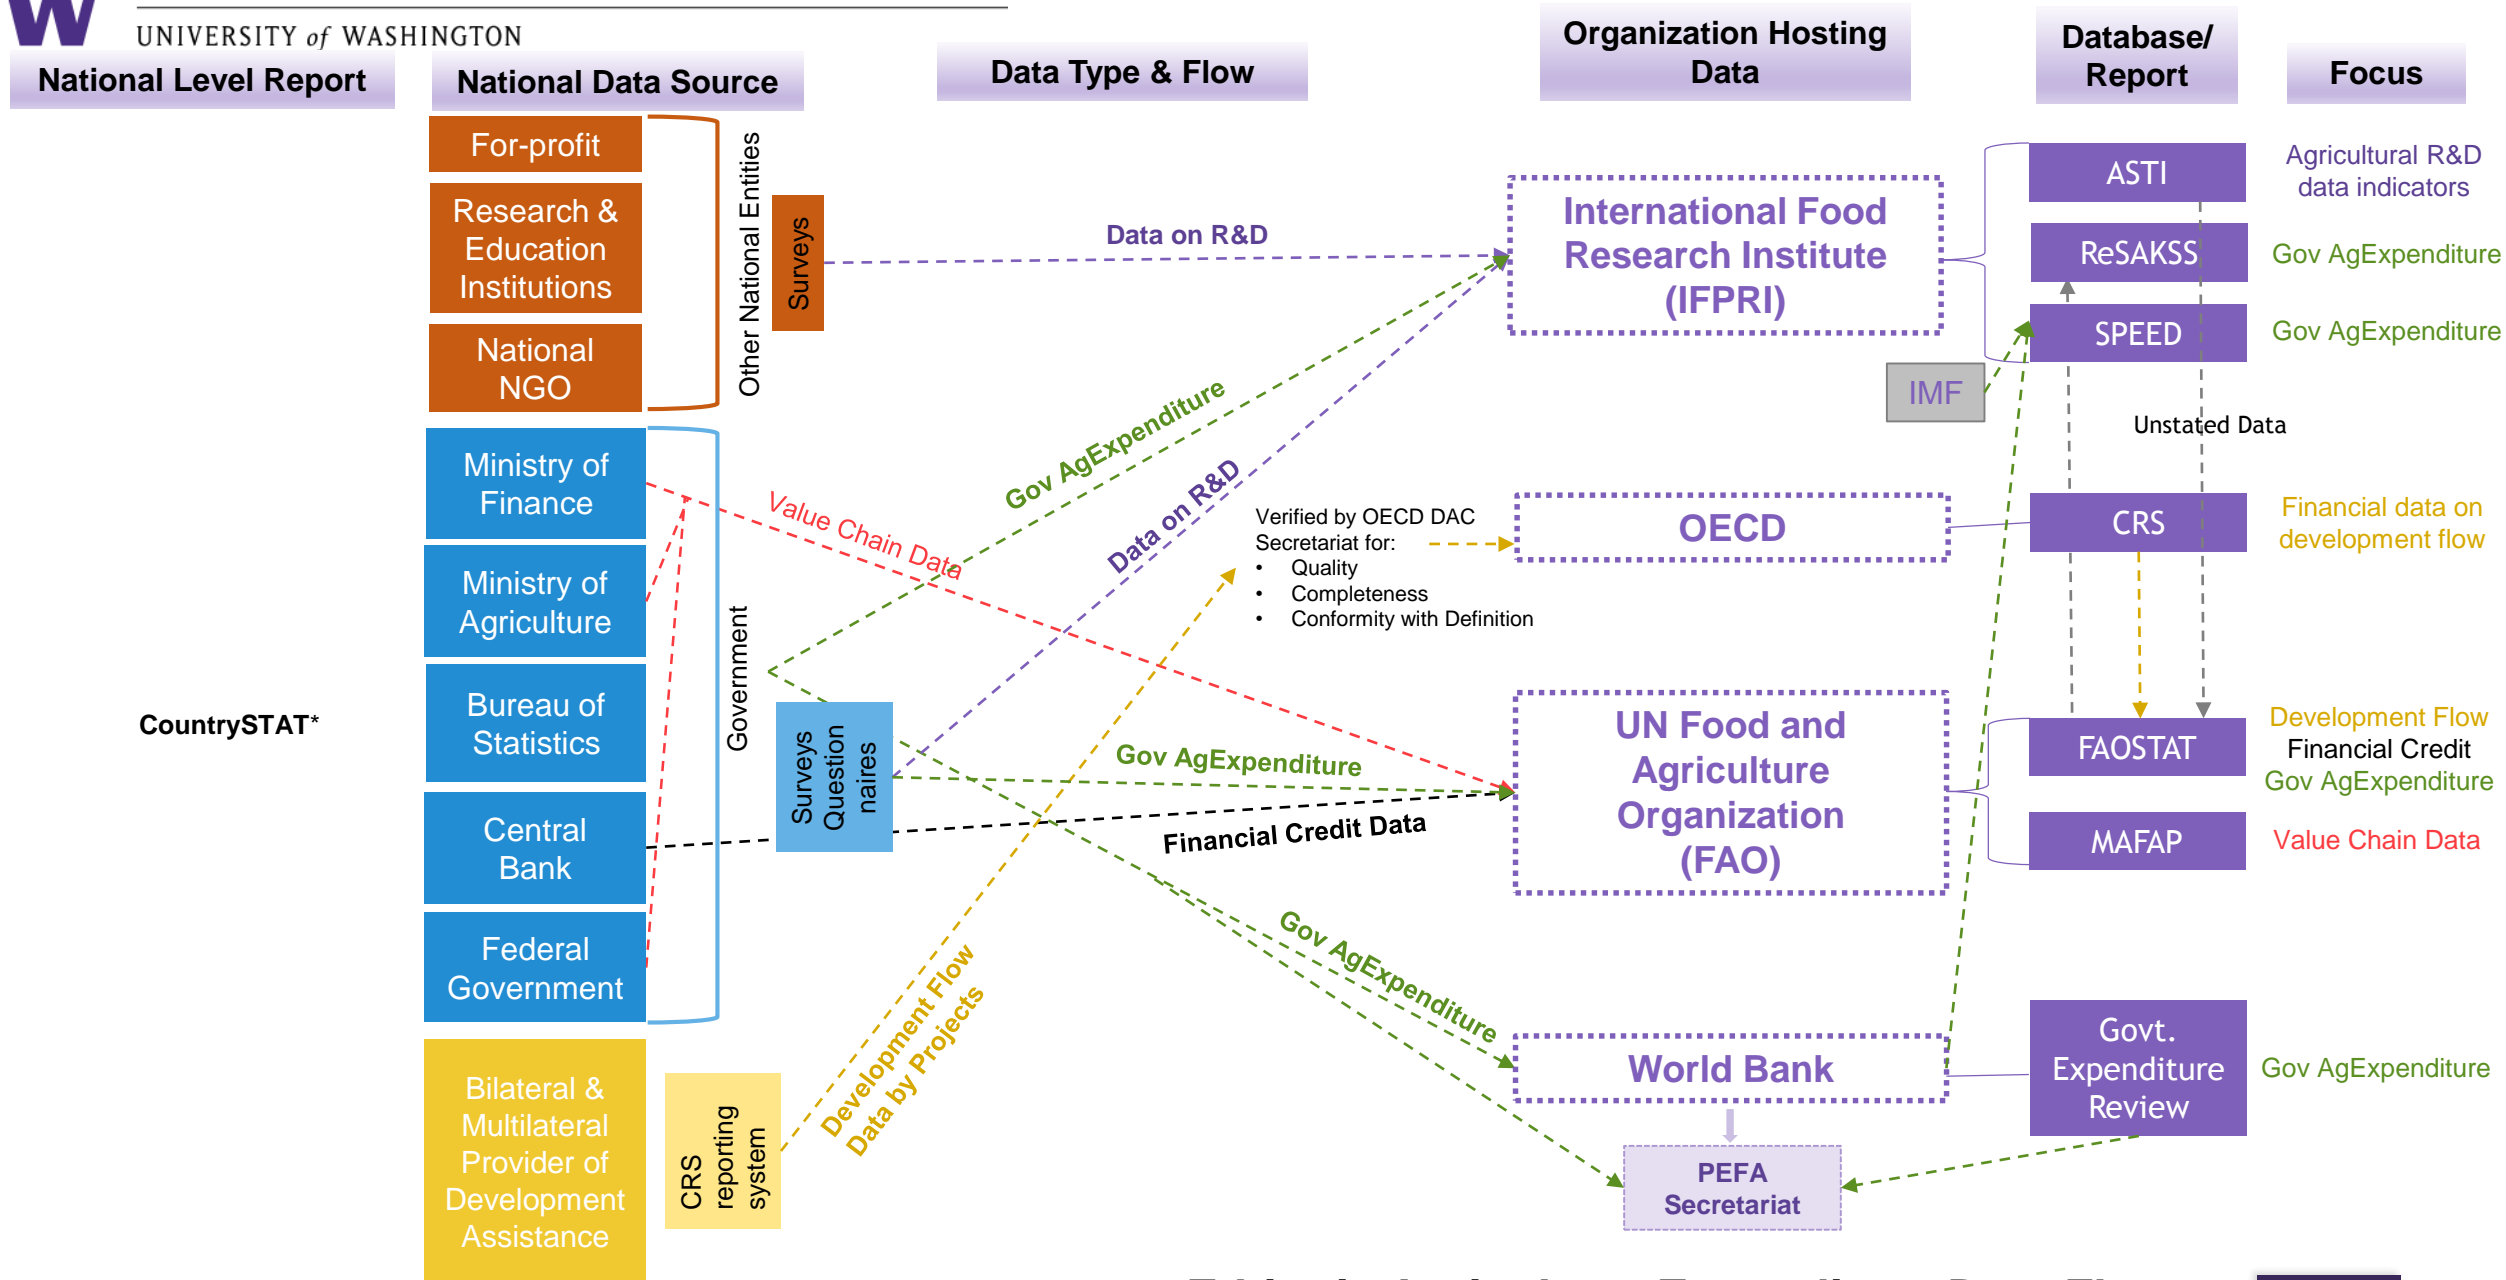 W
UNIVERSITY of WASHINGTON
National Level Report
National Data Source
Data Type & Flow
Organization Hosting
Data
Database/
Report
Focus
For-profit
Research &
Education
Institutions
National
NGO
Other National Entities
Surveys
Data on R&D
International Food
Research Institute
(IFPRI)
ASTI
Agricultural R&D
data indicators
ReSAKSS
Gov AgExpenditure
SPEED
Gov AgExpenditure
IMF
Unstated Data
Ministry of
Finance
Ministry of
Agriculture
Bureau of
Statistics
Central
Bank
Federal
Government
Government
CountrySTAT*
Surveys
Question
naires
Value Chain Data
Gov AgExpenditure
Data on R&D
Verified by OECD DAC
Secretariat for:
• Quality
• Completeness
• Conformity with Definition
OECD
CRS
Financial data on
development flow
Gov AgExpenditure
Financial Credit Data
UN Food and
Agriculture
Organization
(FAO)
FAOSTAT
Development Flow
Financial Credit
Gov AgExpenditure
MAFAP
Value Chain Data
Bilateral &
Multilateral
Provider of
Development
Assistance
CRS
reporting
system
Development Flow
Data by Projects
Gov AgExpenditure
World Bank
Govt.
Expenditure
Review
Gov AgExpenditure
PEFA
Secretariat